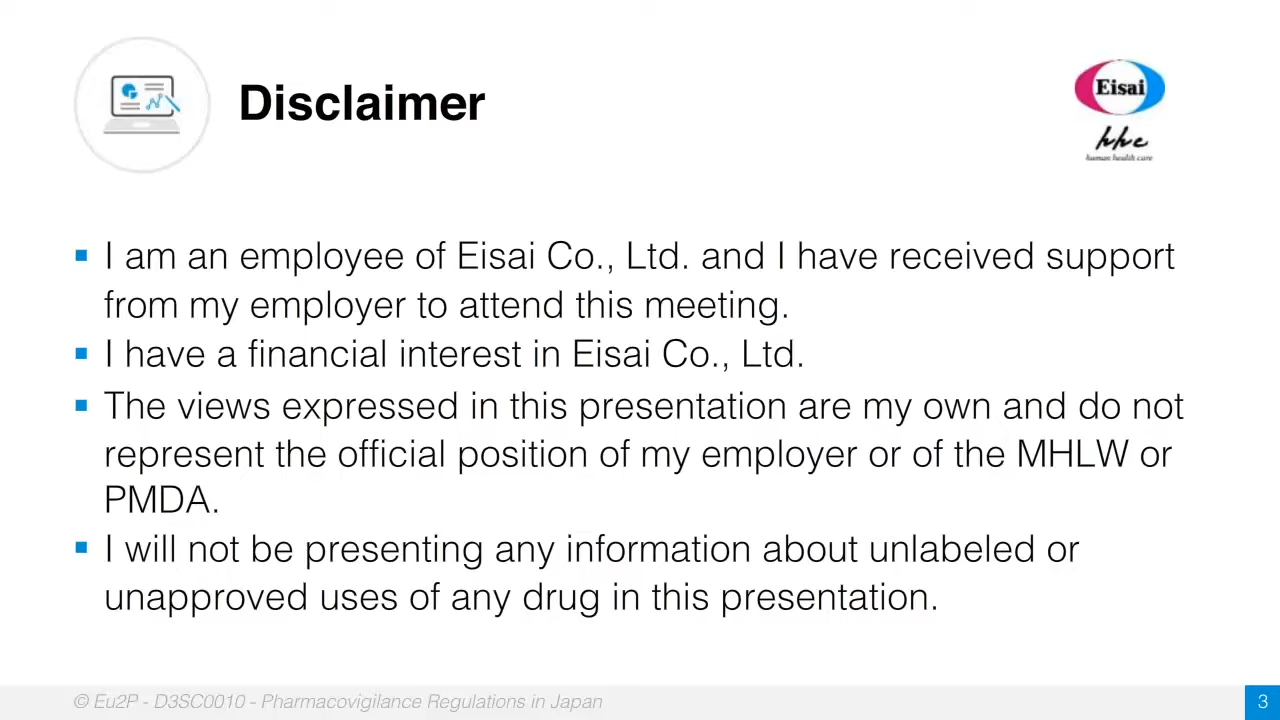 Disclaimer
Eisai
hhc
human health care
▪ I am an employee of Eisai Co., Ltd. and I have received support
from my employer to attend this meeting.
▪ I have a financial interest in Eisai Co., Ltd.
▪ The views expressed in this presentation are my own and do not
represent the official position of my employer or of the MHLW or
PMDA.
▪ I will not be presenting any information about unlabeled or
unapproved uses of any drug in this presentation.
© Eu2P - D3SC0010 - Pharmacovigilance Regulations in Japan
3